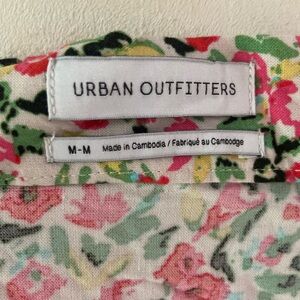 URBAN OUTFITTERS
M-M Made in Cambodia / Fabriqué au Cambodge